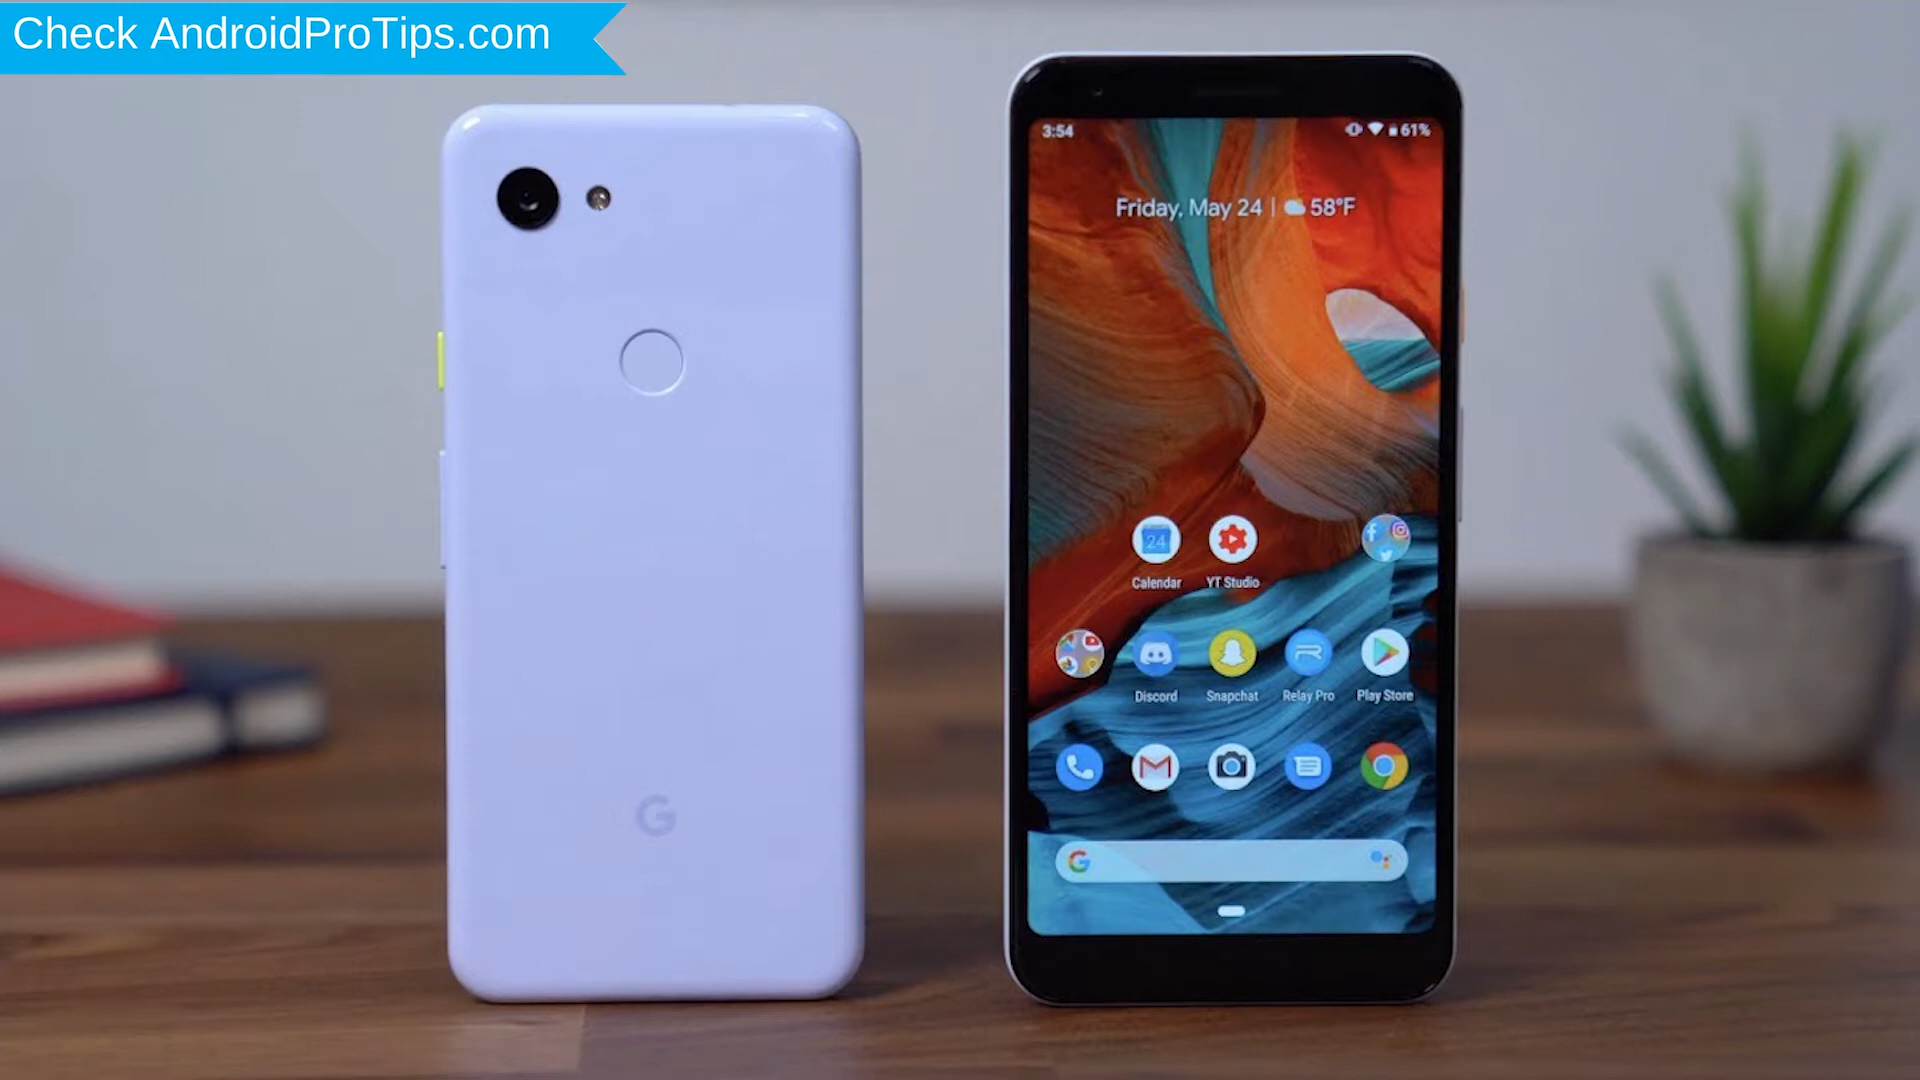 Check AndroidProTips.com
3:54
61%
Friday, May 24 | 58°F
24
Calendar
YT Studio
Discord
Snapchat
Relay Pro
Play Store
G
G